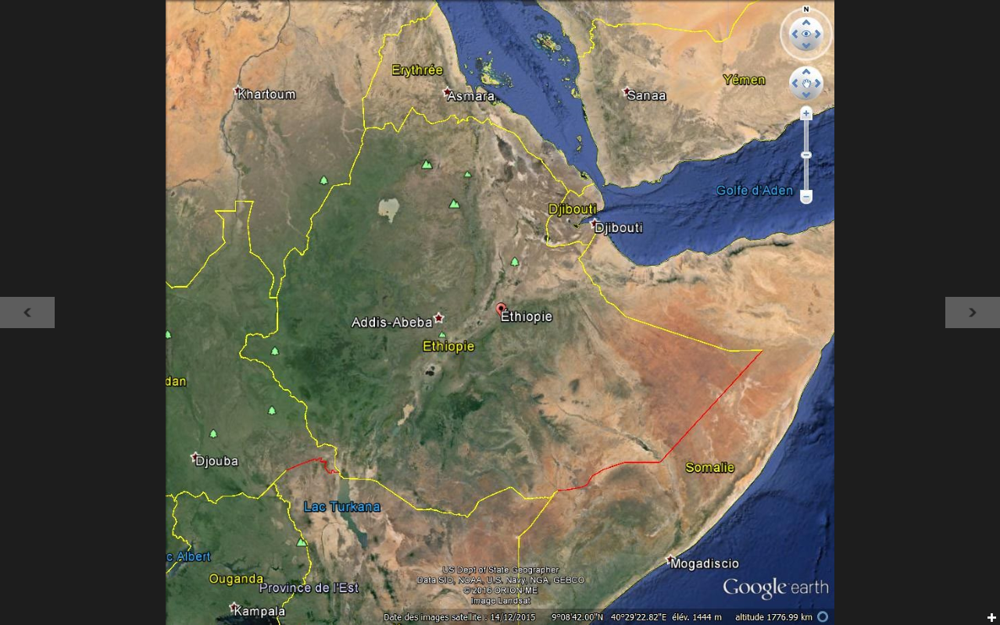 N
Erythrée
Yémen
Khartoum
Asmara
Sanaa
Golfe d'Aden
Djibouti
Djibouti
Éthiopie
Addis-Abeba
Ethiopie
dan
Djouba
Somalie
Lac Turkana
c Albert
Mogadiscio
Ouganda
Province de l'Est
Kampala
US Dept of State Geographer
Data SIO, NOAA, U.S. Navy, NGA, GEBCO
© 2016 ORION-ME
Image Landsat
Google earth
Date des images satellite : 14/12/2015 9°08'42.00"N 40°29'22.82"E élév. 1444 m altitude 1776.99 km